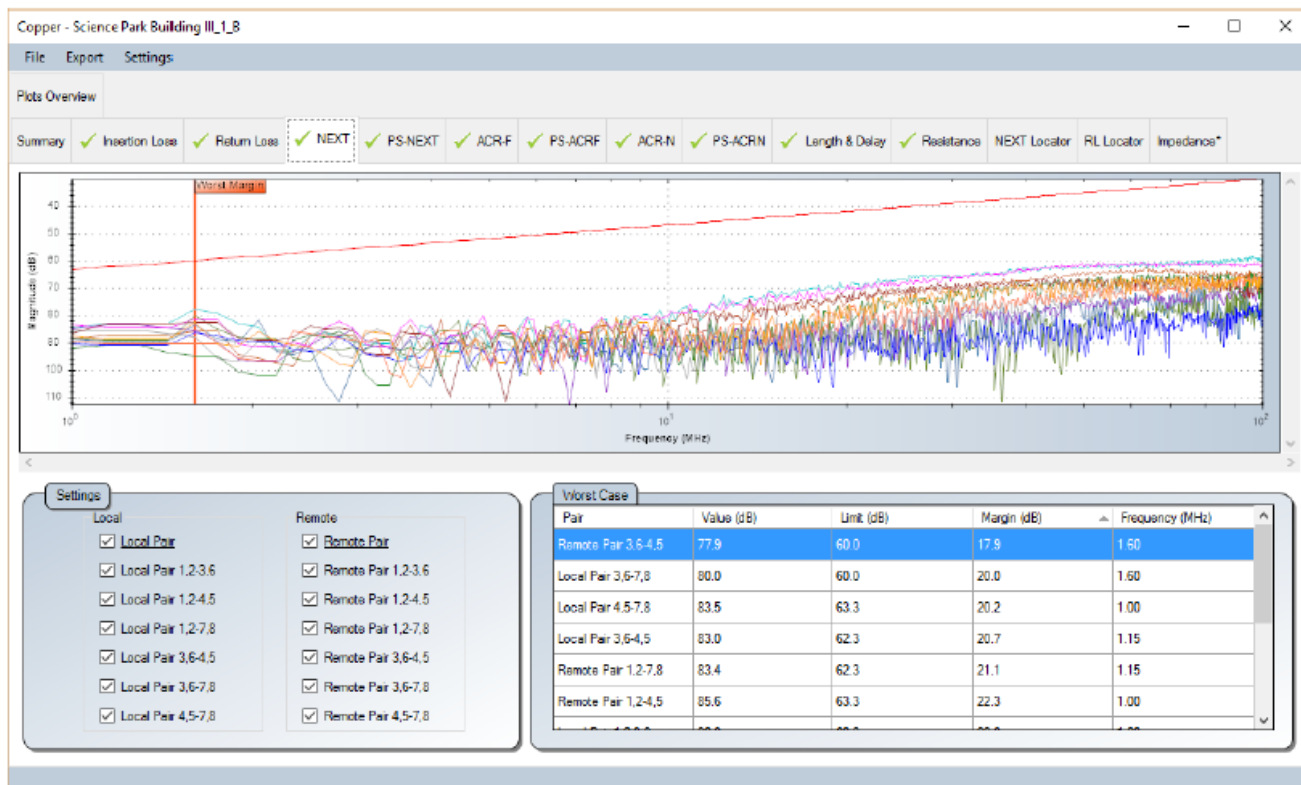 Copper - Science Park Building III_1_B
File Export Settings
Plots Overview
Summary Insertion Loss Return Loss NEXT PS-NEXT ACR-F PS-ACRF ACR-N PS-ACRN Length & Delay Resistance NEXT Locator RL Locator Impedance*
Worst Margin
40
50
60
70
80
90
100
110
Magnitude (dB)
10^0 10^1 10^2
Frequency (MHz)
Settings
Local Remote
Local Pair Remote Pair
Local Pair 1,2-3,6 Remote Pair 1,2-3,6
Local Pair 1,2-4,5 Remote Pair 1,2-4,5
Local Pair 1,2-7,8 Remote Pair 1,2-7,8
Local Pair 3,6-4,5 Remote Pair 3,6-4,5
Local Pair 3,6-7,8 Remote Pair 3,6-7,8
Local Pair 4,5-7,8 Remote Pair 4,5-7,8
Worst Case
Pair Value (dB) Limit (dB) Margin (dB) Frequency (MHz)
Remote Pair 3,6-4,5 77.9 60.0 17.9 1.60
Local Pair 3,6-7,8 80.0 60.0 20.0 1.60
Local Pair 4,5-7,8 83.5 63.3 20.2 1.00
Local Pair 3,6-4,5 83.0 62.3 20.7 1.15
Remote Pair 1,2-7,8 83.4 62.3 21.1 1.15
Remote Pair 1,2-4,5 85.6 63.3 22.3 1.00